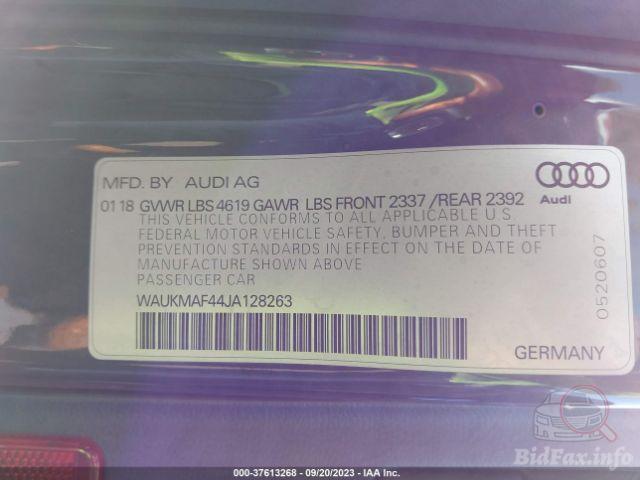 MFD. BY AUDI AG
Audi
01 18 GVWR LBS 4619 GAWR LBS FRONT 2337 /REAR 2392
THIS VEHICLE CONFORMS TO ALL APPLICABLE U.S.
FEDERAL MOTOR VEHICLE SAFETY, BUMPER AND THEFT
PREVENTION STANDARDS IN EFFECT ON THE DATE OF
MANUFACTURE SHOWN ABOVE
PASSENGER CAR
WAUKMAF44JA128263
0520607
GERMANY
BidFax.info
000-37613268 - 09/20/2023 - IAA Inc.